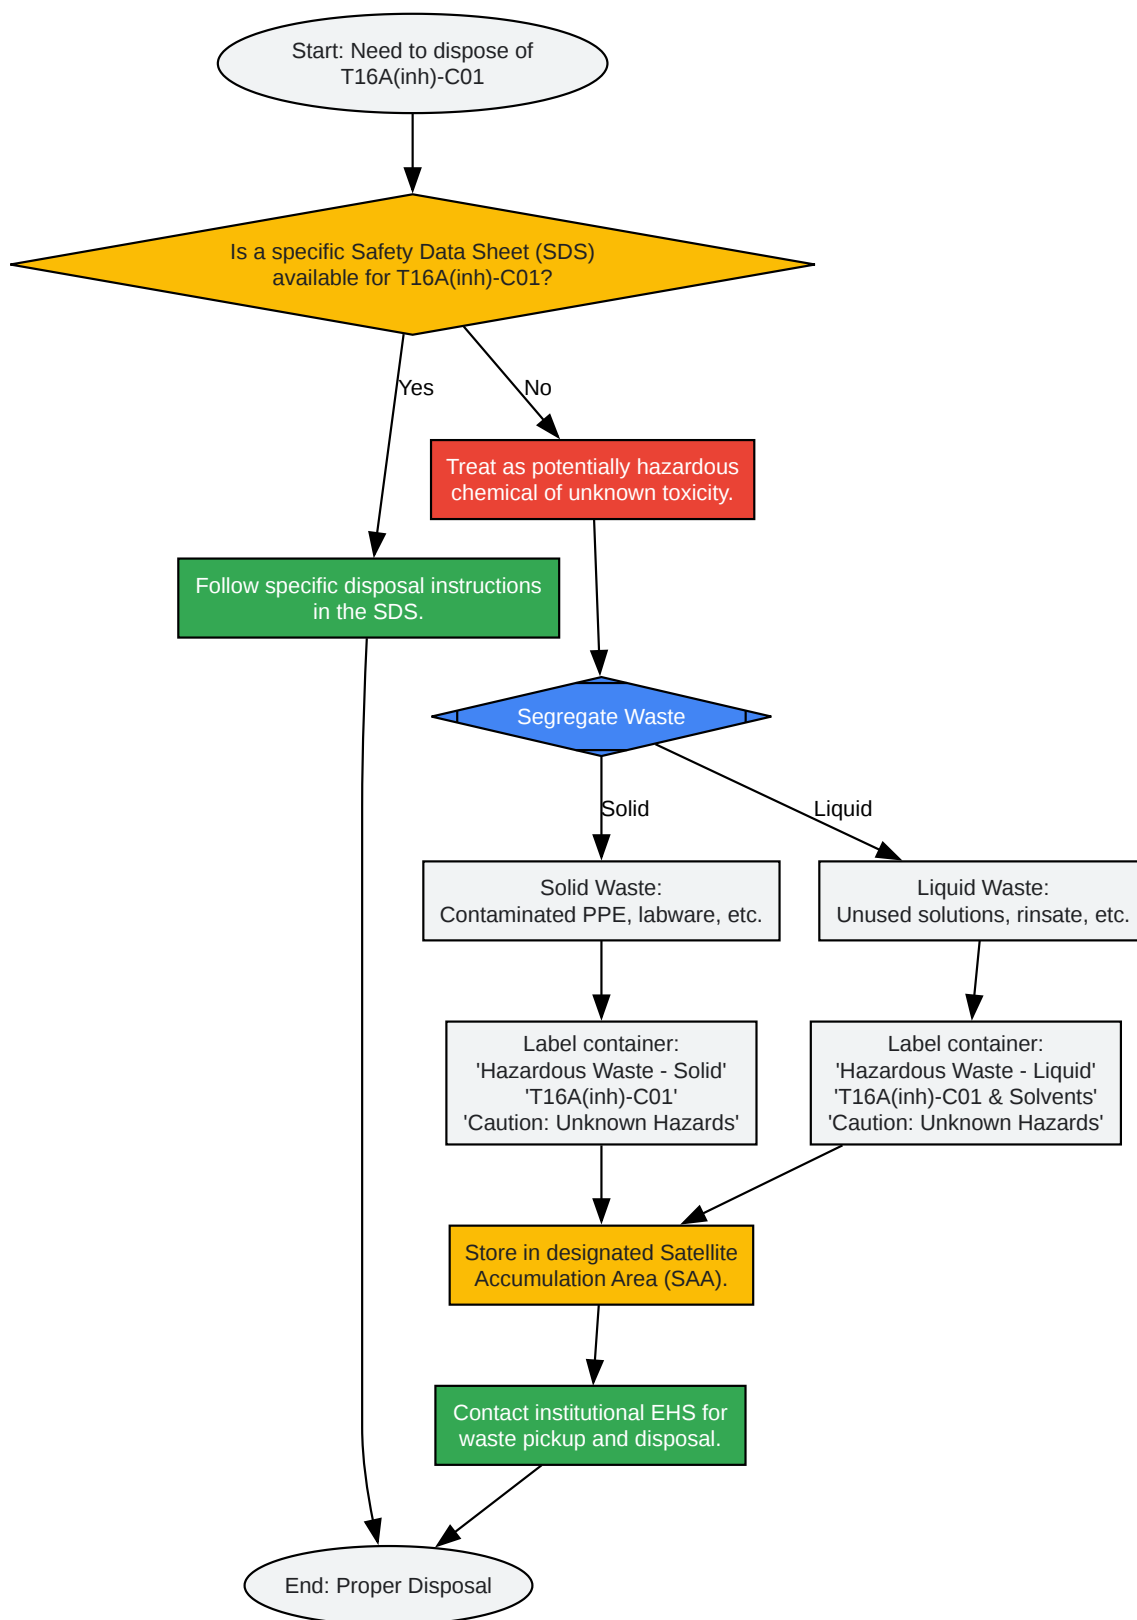 Start: Need to dispose of
T16A(inh)-C01
Is a specific Safety Data Sheet (SDS)
available for T16A(inh)-C01?
Yes
No
Treat as potentially hazardous
chemical of unknown toxicity.
Follow specific disposal instructions
in the SDS.
Segregate Waste
Solid
Liquid
Solid Waste:
Contaminated PPE, labware, etc.
Liquid Waste:
Unused solutions, rinsate, etc.
Label container:
'Hazardous Waste - Solid'
'T16A(inh)-C01'
'Caution: Unknown Hazards'
Label container:
'Hazardous Waste - Liquid'
'T16A(inh)-C01 & Solvents'
'Caution: Unknown Hazards'
Store in designated Satellite
Accumulation Area (SAA).
Contact institutional EHS for
waste pickup and disposal.
End: Proper Disposal